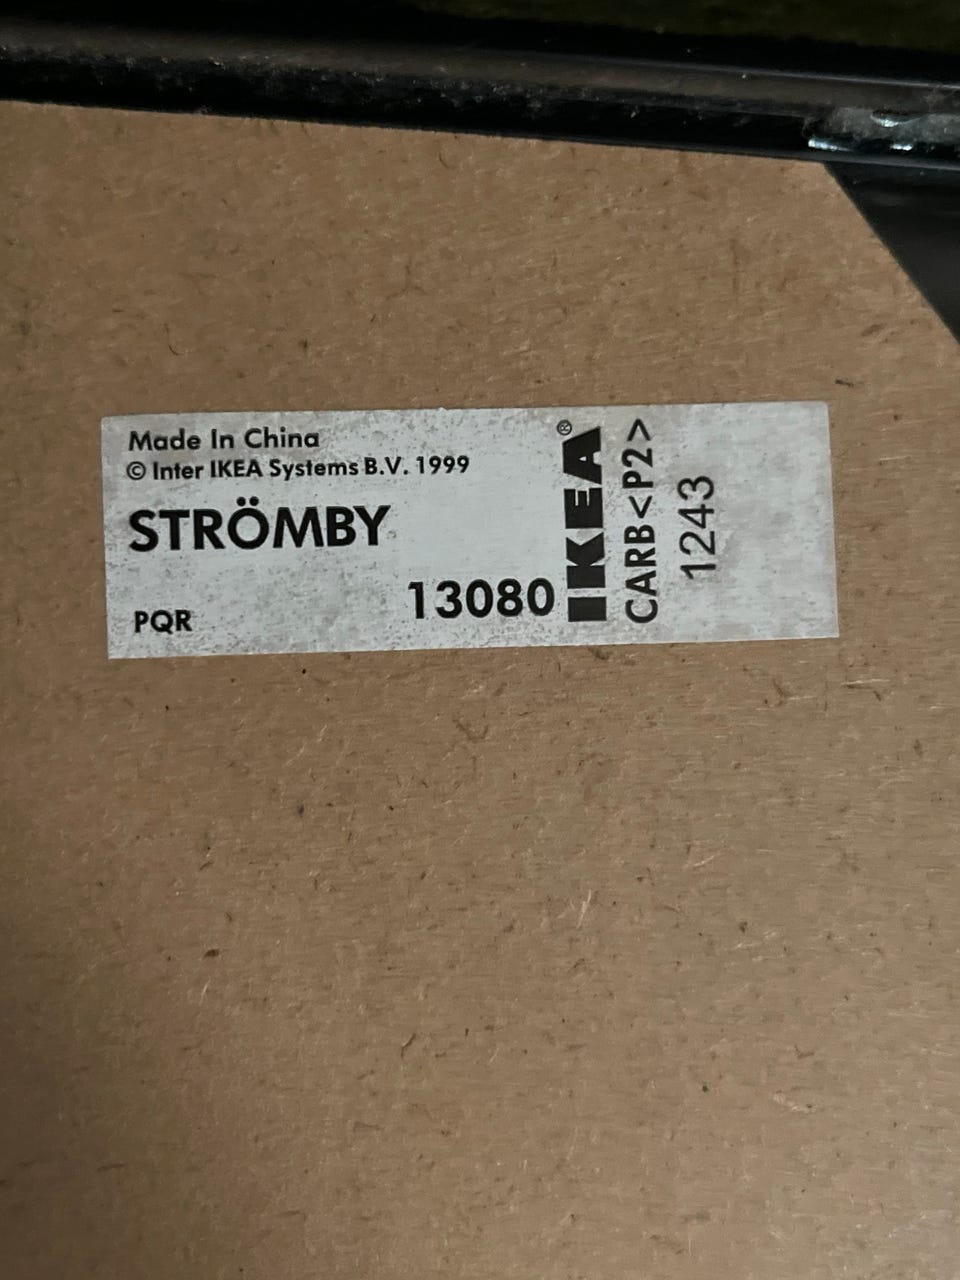 Made In China
© Inter IKEA Systems B.V. 1999
STRÖMBY
PQR
13080
IKEA®
CARB<P2>
1243